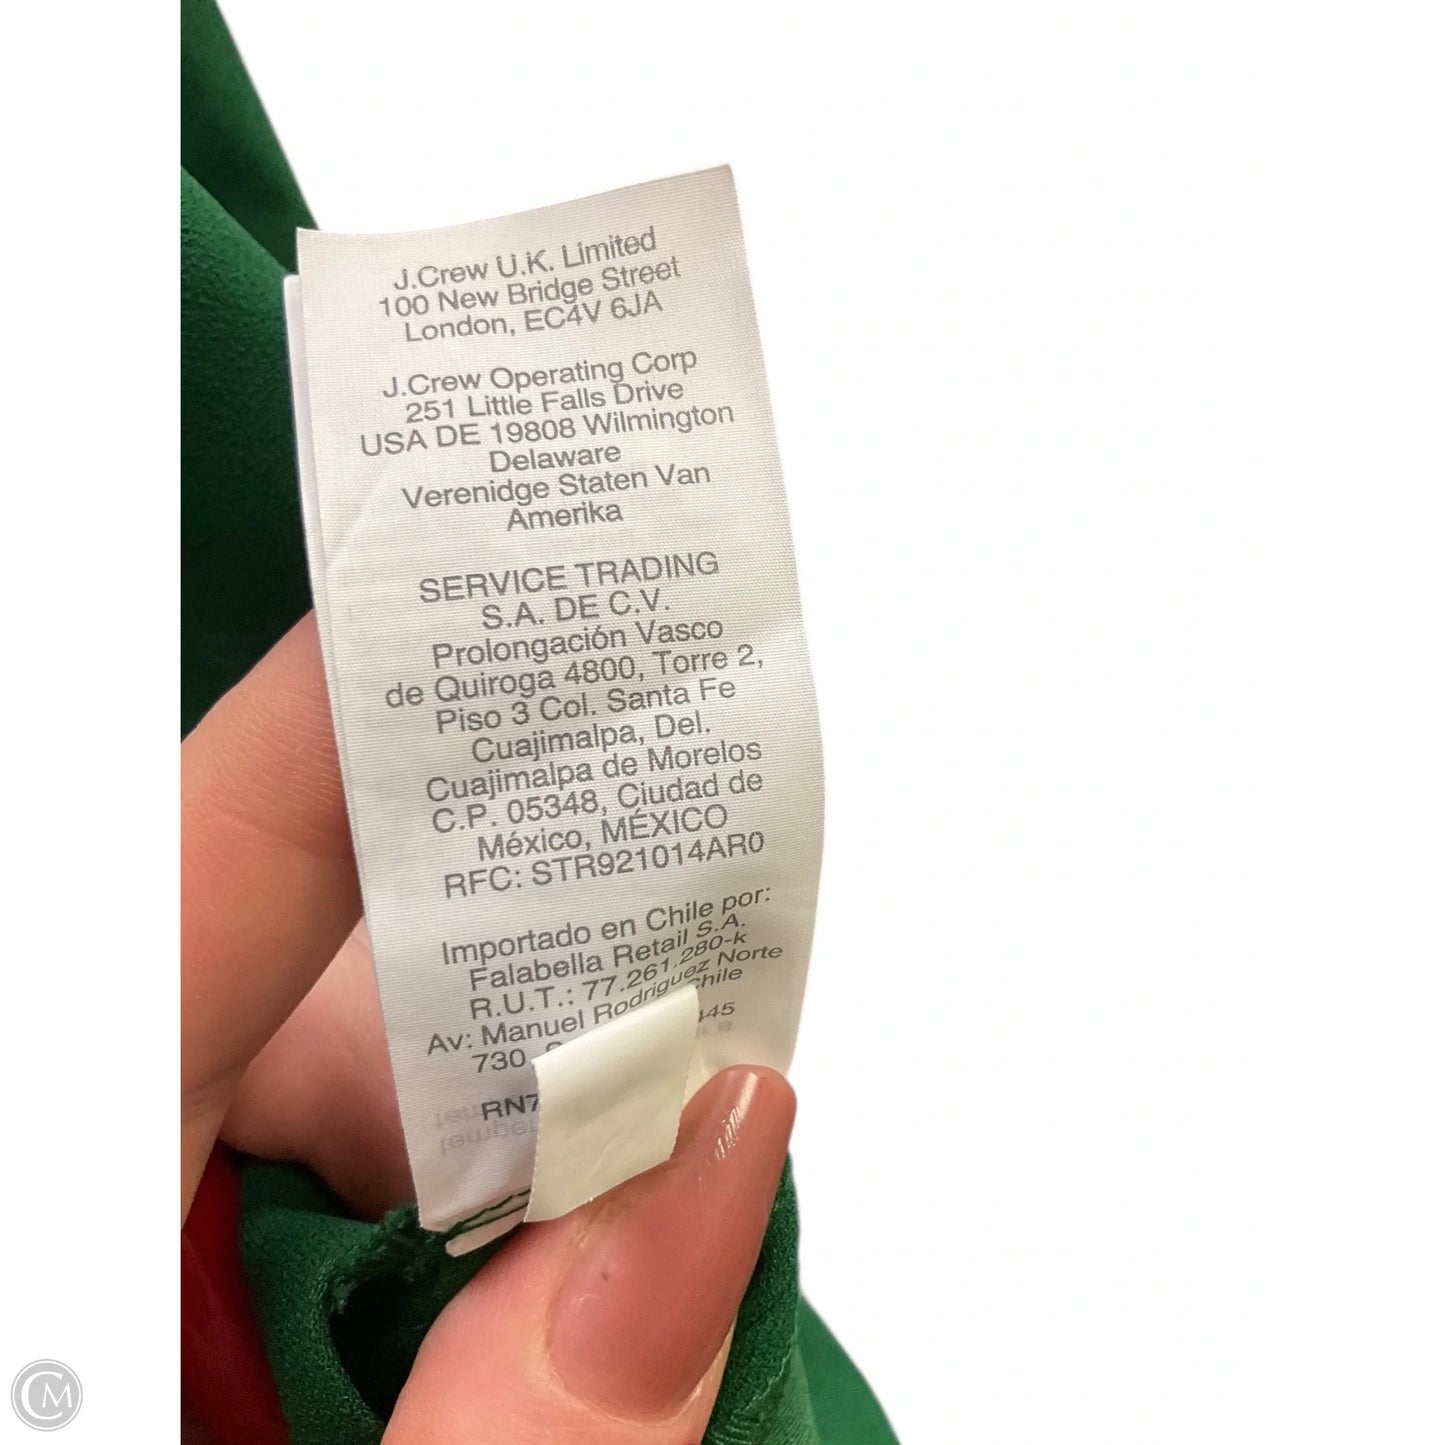 J.Crew U.K. Limited
100 New Bridge Street
London, EC4V 6JA
J.Crew Operating Corp
251 Little Falls Drive
USA DE 19808 Wilmington
Delaware
Verenidge Staten Van
Amerika
SERVICE TRADING
S.A. DE C.V.
Prolongación Vasco
de Quiroga 4800, Torre 2,
Piso 3 Col. Santa Fe
Cuajimalpa, Del.
Cuajimalpa de Morelos
C.P. 05348, Ciudad de
México, MÉXICO
RFC: STR921014AR0
Importado en Chile por:
Falabella Retail S.A.
R.U.T.: 77.261.280-k
Av: Manuel Rodriguez Norte
730
RN7
CM